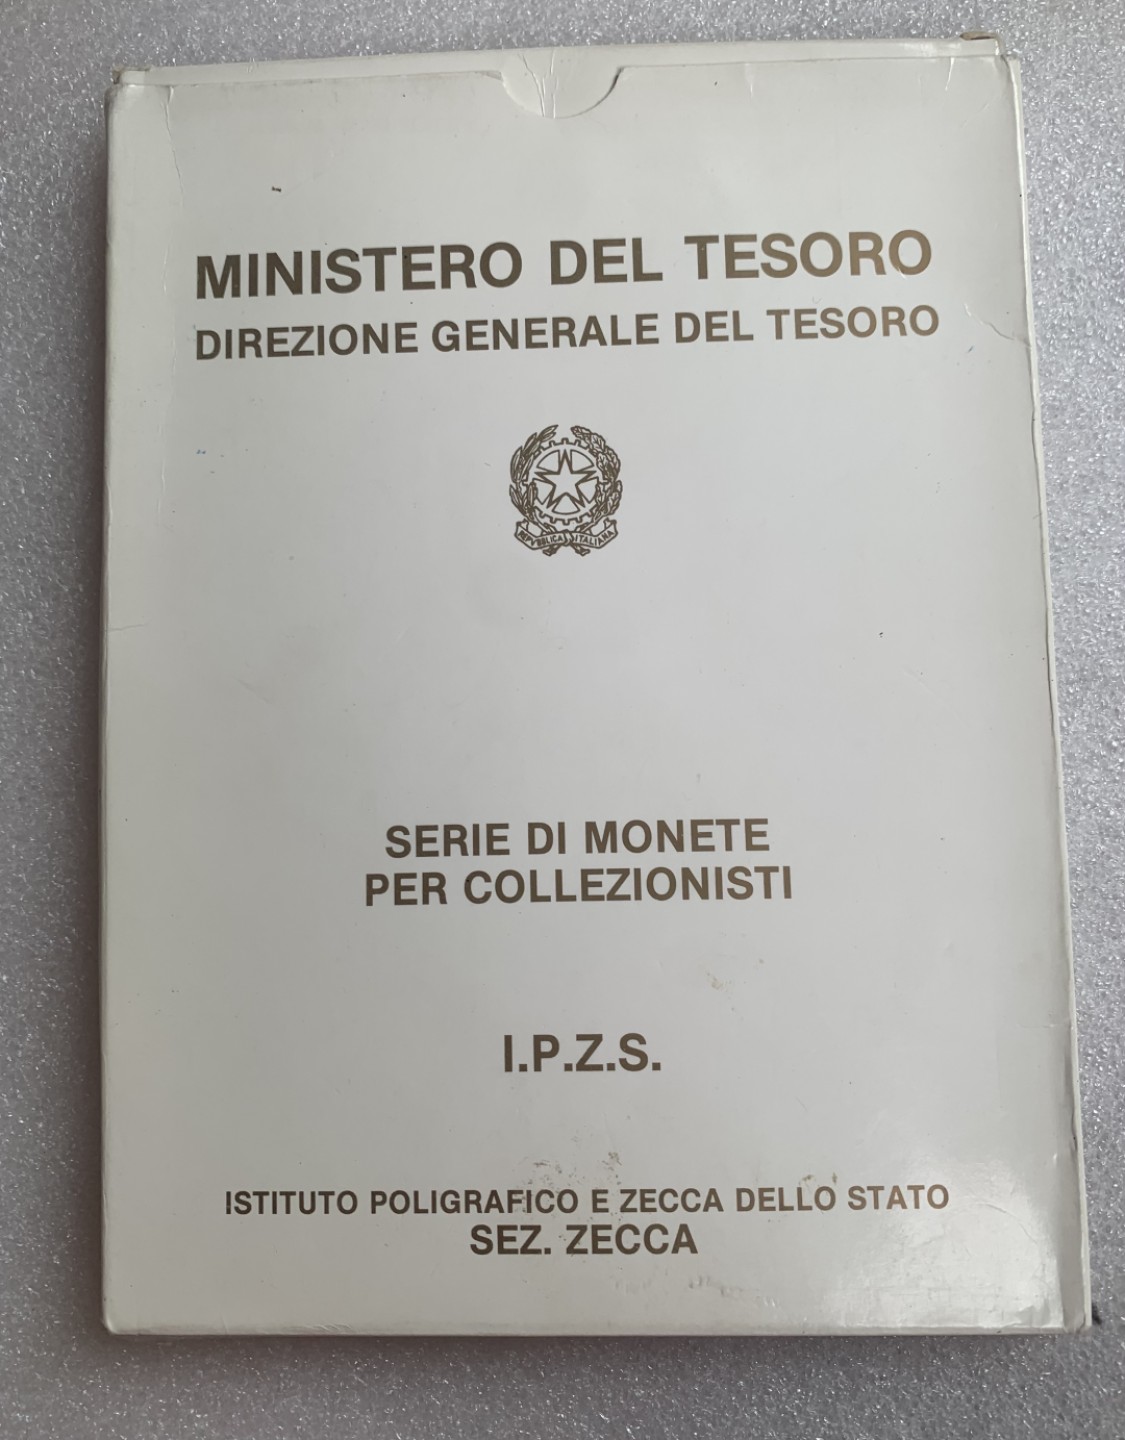 MINISTERO DEL TESORO
DIREZIONE GENERALE DEL TESORO
REPVBBLICA ITALIANA
SERIE DI MONETE
PER COLLEZIONISTI
I.P.Z.S.
ISTITUTO POLIGRAFICO E ZECCA DELLO STATO
SEZ. ZECCA